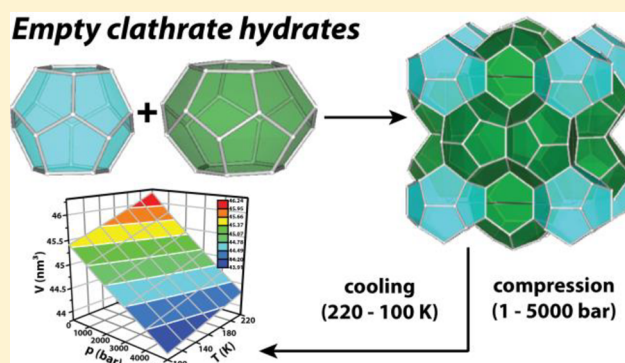 Empty clathrate hydrates
+
cooling
(220 - 100 K)
compression
(1 - 5000 bar)
46
45.5
45
44.5
44
V (nm³)
0
1000
2000
3000
4000
p (bar)
140
180
220
T (K)